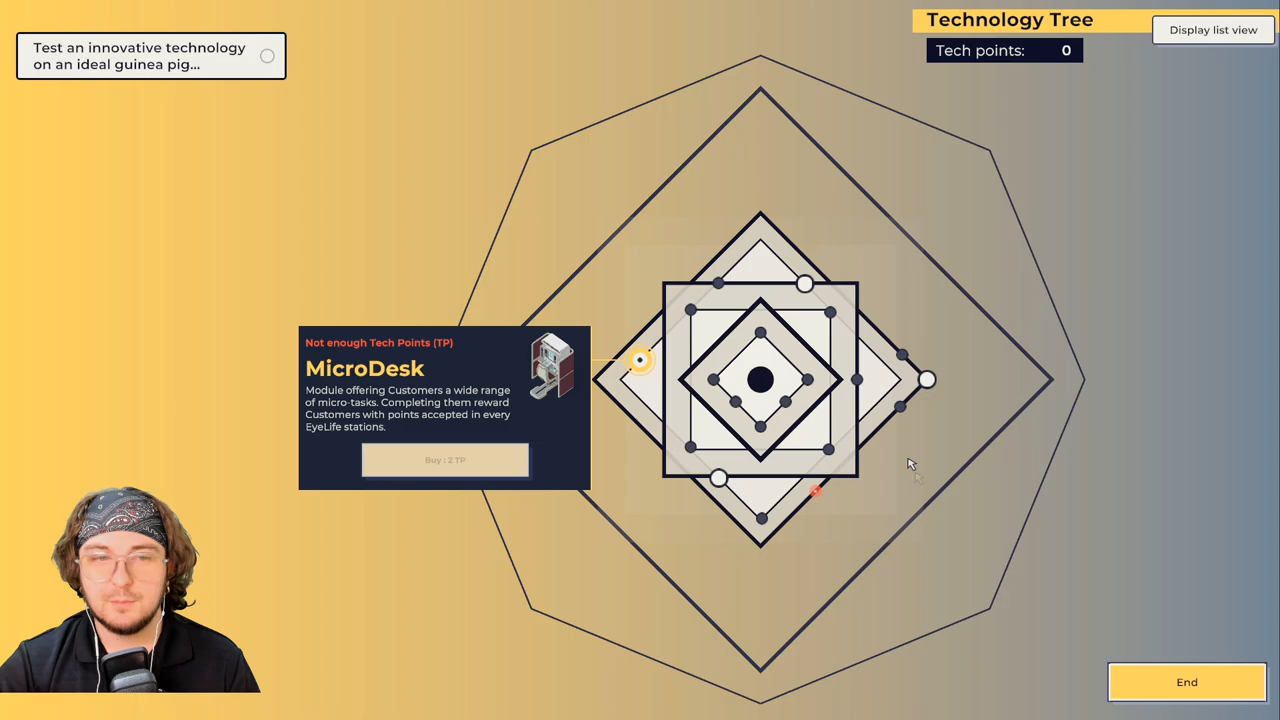 Test an innovative technology
on an ideal guinea pig...
Technology Tree
Tech points: 0
Display list view
Not enough Tech Points (TP)
MicroDesk
Module offering Customers a wide range
of micro-tasks. Completing them reward
Customers with points accepted in every
EyeLife stations.
Buy : 2 TP
End